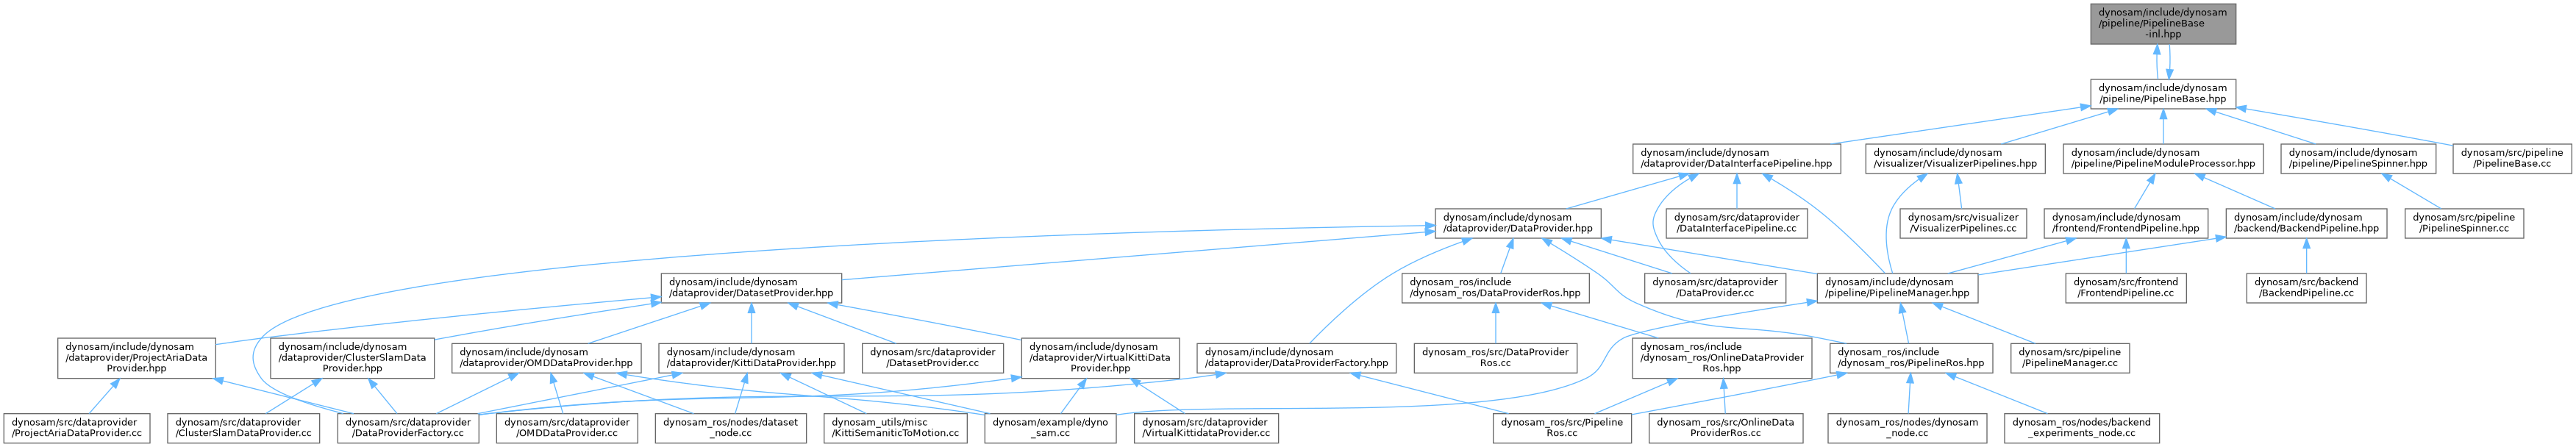 dynosam/include/dynosam
/pipeline/PipelineBase
-inl.hpp
dynosam/include/dynosam
/pipeline/PipelineBase.hpp
dynosam/include/dynosam
/dataprovider/DataInterfacePipeline.hpp
dynosam/include/dynosam
/visualizer/VisualizerPipelines.hpp
dynosam/include/dynosam
/pipeline/PipelineModuleProcessor.hpp
dynosam/include/dynosam
/pipeline/PipelineSpinner.hpp
dynosam/src/pipeline
/PipelineBase.cc
dynosam/include/dynosam
/dataprovider/DataProvider.hpp
dynosam/src/dataprovider
/DataInterfacePipeline.cc
dynosam/src/visualizer
/VisualizerPipelines.cc
dynosam/include/dynosam
/frontend/FrontendPipeline.hpp
dynosam/include/dynosam
/backend/BackendPipeline.hpp
dynosam/src/pipeline
/PipelineSpinner.cc
dynosam/include/dynosam
/dataprovider/DatasetProvider.hpp
dynosam_ros/include
/dynosam_ros/DataProviderRos.hpp
dynosam/src/dataprovider
/DataProvider.cc
dynosam/include/dynosam
/pipeline/PipelineManager.hpp
dynosam/src/frontend
/FrontendPipeline.cc
dynosam/src/backend
/BackendPipeline.cc
dynosam/include/dynosam
/dataprovider/ProjectAriaData
Provider.hpp
dynosam/include/dynosam
/dataprovider/ClusterSlamData
Provider.hpp
dynosam/include/dynosam
/dataprovider/OMDDataProvider.hpp
dynosam/include/dynosam
/dataprovider/KittiDataProvider.hpp
dynosam/src/dataprovider
/DatasetProvider.cc
dynosam/include/dynosam
/dataprovider/VirtualKittiData
Provider.hpp
dynosam/include/dynosam
/dataprovider/DataProviderFactory.hpp
dynosam_ros/src/DataProvider
Ros.cc
dynosam_ros/include
/dynosam_ros/OnlineDataProvider
Ros.hpp
dynosam_ros/include
/dynosam_ros/PipelineRos.hpp
dynosam/src/pipeline
/PipelineManager.cc
dynosam/src/dataprovider
/ProjectAriaDataProvider.cc
dynosam/src/dataprovider
/ClusterSlamDataProvider.cc
dynosam/src/dataprovider
/DataProviderFactory.cc
dynosam/src/dataprovider
/OMDDataProvider.cc
dynosam_ros/nodes/dataset
_node.cc
dynosam_utils/misc
/KittiSemaniticToMotion.cc
dynosam/example/dyno
_sam.cc
dynosam/src/dataprovider
/VirtualKittidataProvider.cc
dynosam_ros/src/Pipeline
Ros.cc
dynosam_ros/src/OnlineData
ProviderRos.cc
dynosam_ros/nodes/dynosam
_node.cc
dynosam_ros/nodes/backend
_experiments_node.cc